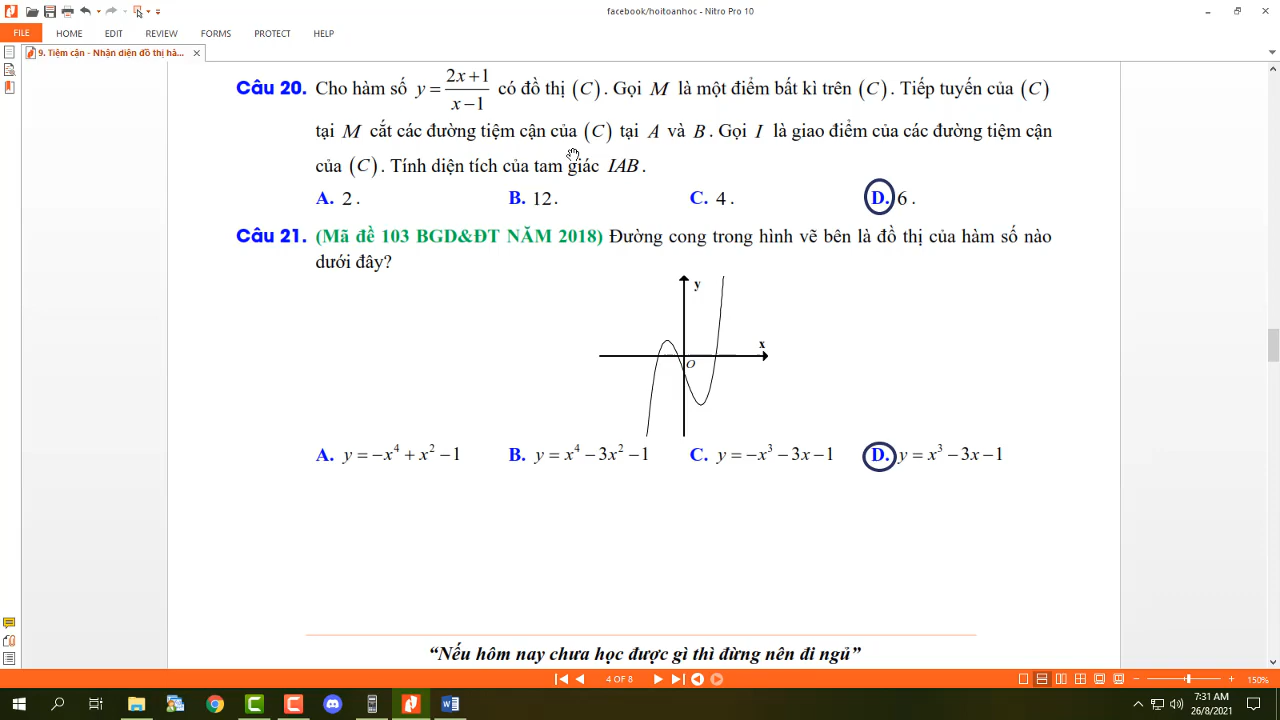 facebook/hoitoanhoc - Nitro Pro 10
FILE HOME EDIT REVIEW FORMS PROTECT HELP
9. Tiệm cận - Nhận diện đồ thị hà...
Câu 20. Cho hàm số y = (2x+1)/(x−1) có đồ thị (C). Gọi M là một điểm bất kì trên (C). Tiếp tuyến của (C)
tại M cắt các đường tiệm cận của (C) tại A và B. Gọi I là giao điểm của các đường tiệm cận
của (C). Tính diện tích của tam giác IAB.
A. 2. B. 12. C. 4. D. 6.
Câu 21. (Mã đề 103 BGD&ĐT NĂM 2018) Đường cong trong hình vẽ bên là đồ thị của hàm số nào
dưới đây?
y
x
O
A. y = −x⁴ + x² − 1 B. y = x⁴ − 3x² − 1 C. y = −x³ − 3x − 1 D. y = x³ − 3x − 1
“Nếu hôm nay chưa học được gì thì đừng nên đi ngủ”
4 OF 8
150%
7:31 AM
26/8/2021